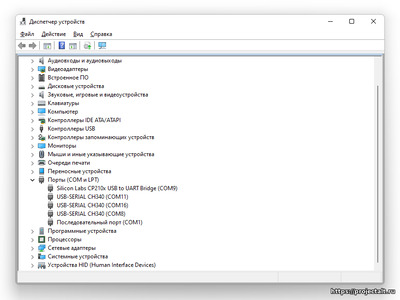 Диспетчер устройств
Файл Действие Вид Справка
Аудиовходы и аудиовыходы
Видеоадаптеры
Встроенное ПО
Дисковые устройства
Звуковые, игровые и видеоустройства
Клавиатуры
Компьютер
Контроллеры IDE ATA/ATAPI
Контроллеры USB
Контроллеры запоминающих устройств
Мониторы
Мыши и иные указывающие устройства
Очереди печати
Переносные устройства
Порты (COM и LPT)
Silicon Labs CP210x USB to UART Bridge (COM9)
USB-SERIAL CH340 (COM11)
USB-SERIAL CH340 (COM16)
USB-SERIAL CH340 (COM8)
Последовательный порт (COM1)
Программные устройства
Процессоры
Сетевые адаптеры
Системные устройства
Устройства HID (Human Interface Devices)
https://projectalt.ru